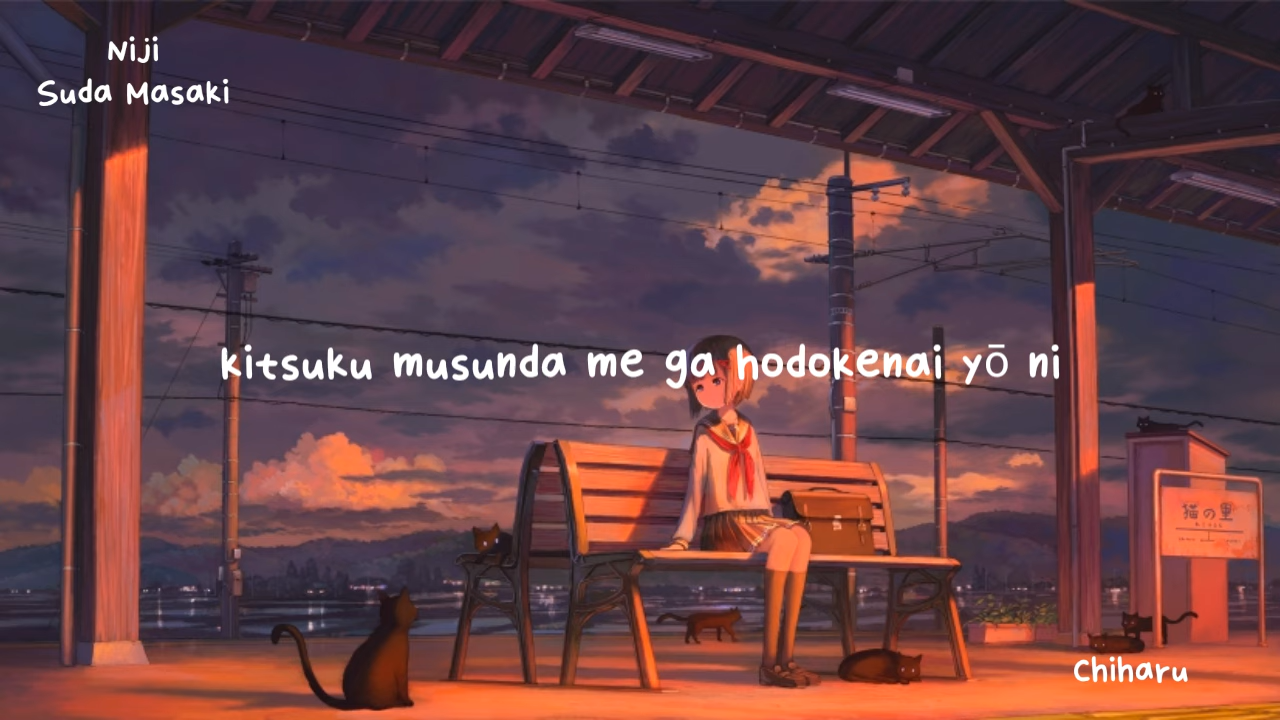 Niji
Suda Masaki
kitsuku musunda me ga hodokenai yō ni
猫の里
Chiharu